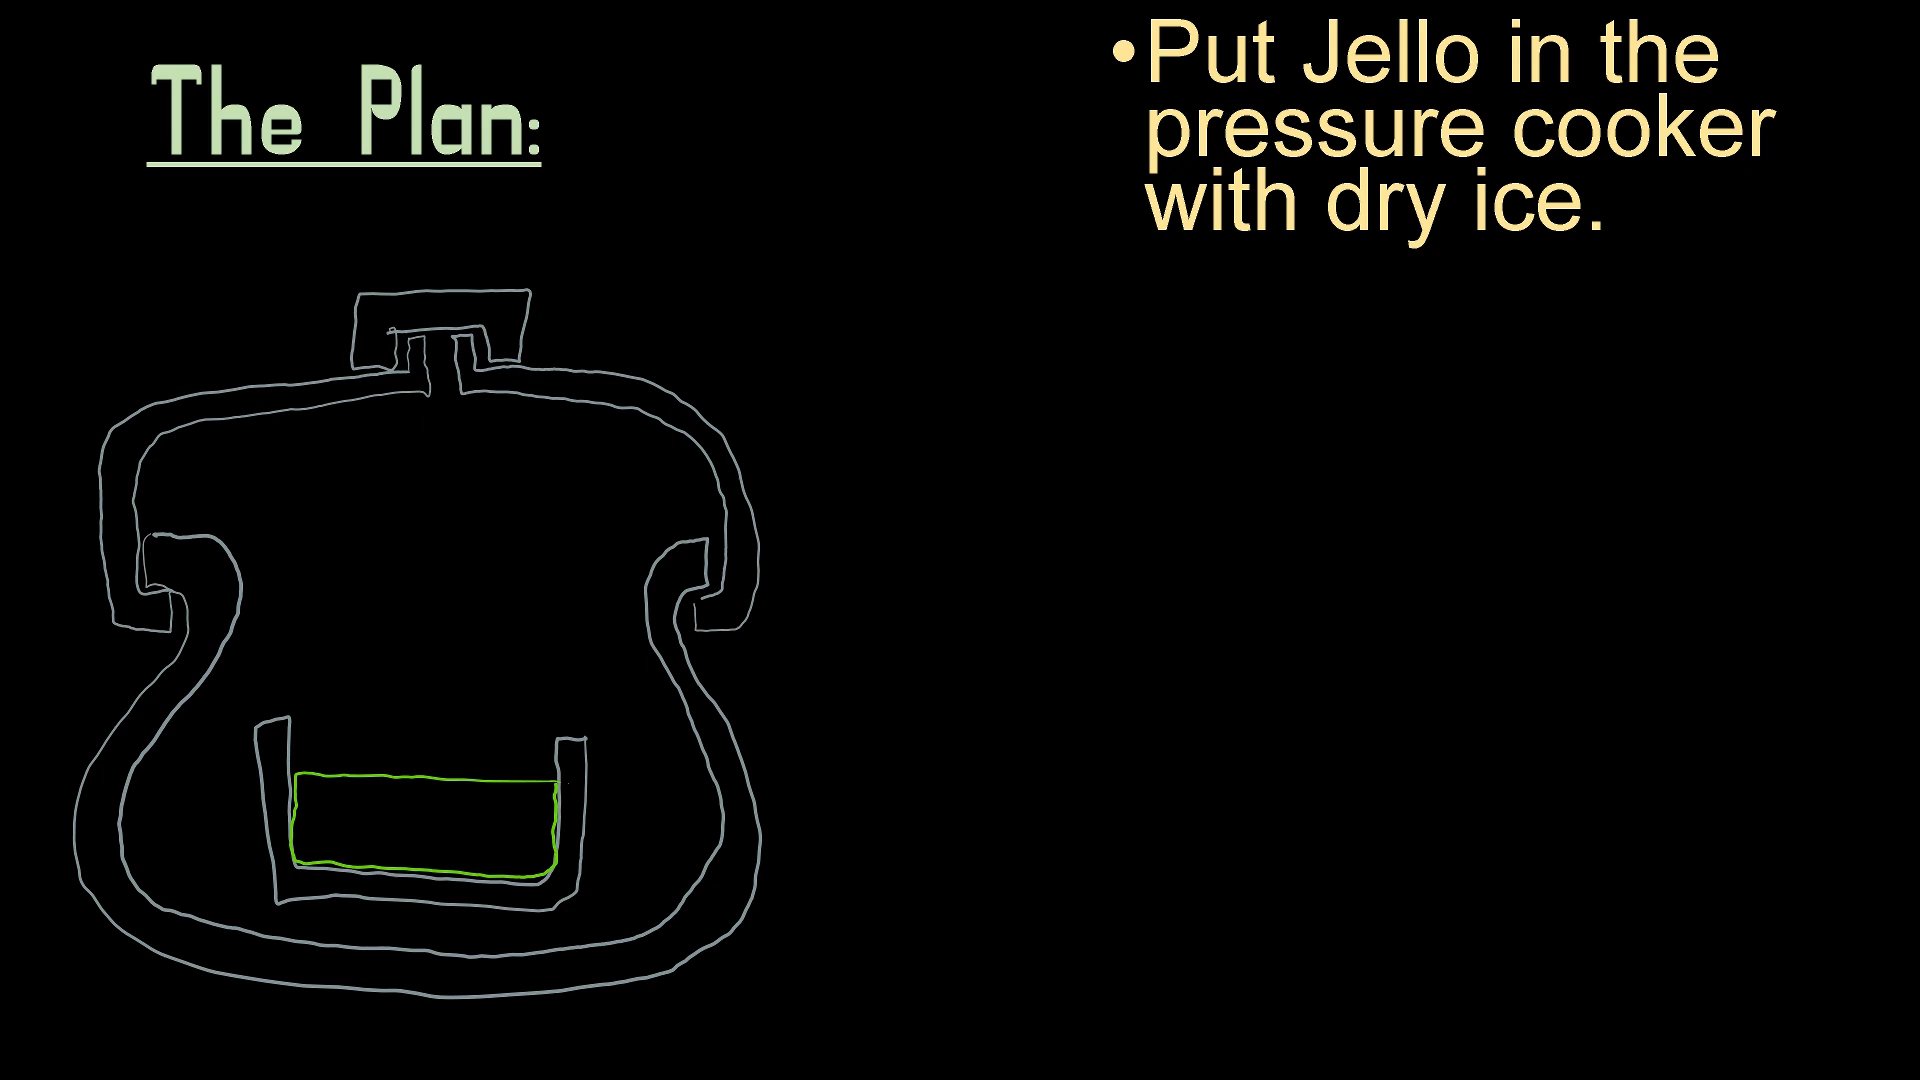 The Plan:
•Put Jello in the
pressure cooker
with dry ice.